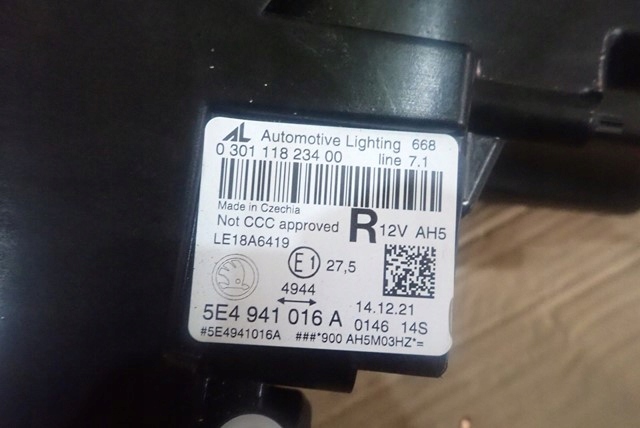 AL Automotive Lighting 668
0 301 118 234 00 line 7.1
Made in Czechia
Not CCC approved R 12V AH5
LE18A6419
E1 27,5
4944
↔
5E4 941 016 A 14.12.21
0146 14S
#5E4941016A ###*900 AH5M03HZ*=